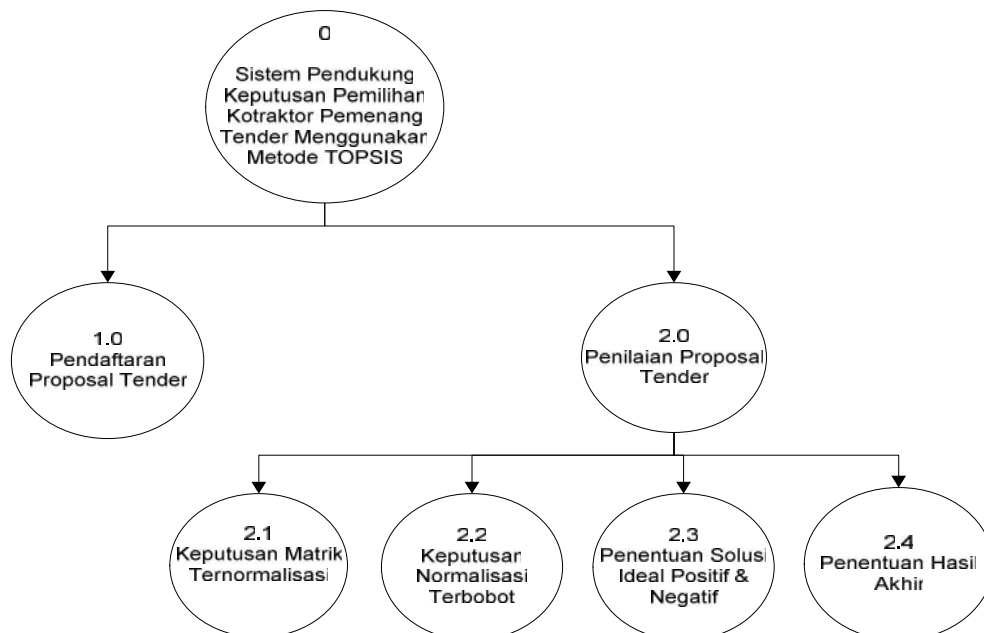 0
Sistem Pendukung
Keputusan Pemilihan
Kotraktor Pemenang
Tender Menggunakan
Metode TOPSIS
1.0
Pendaftaran
Proposal Tender
2.0
Penilaian Proposal
Tender
2.1
Keputusan Matrik
Ternormalisasi
2.2
Keputusan
Normalisasi
Terbobot
2.3
Penentuan Solusi
Ideal Positif &
Negatif
2.4
Penentuan Hasil
Akhir